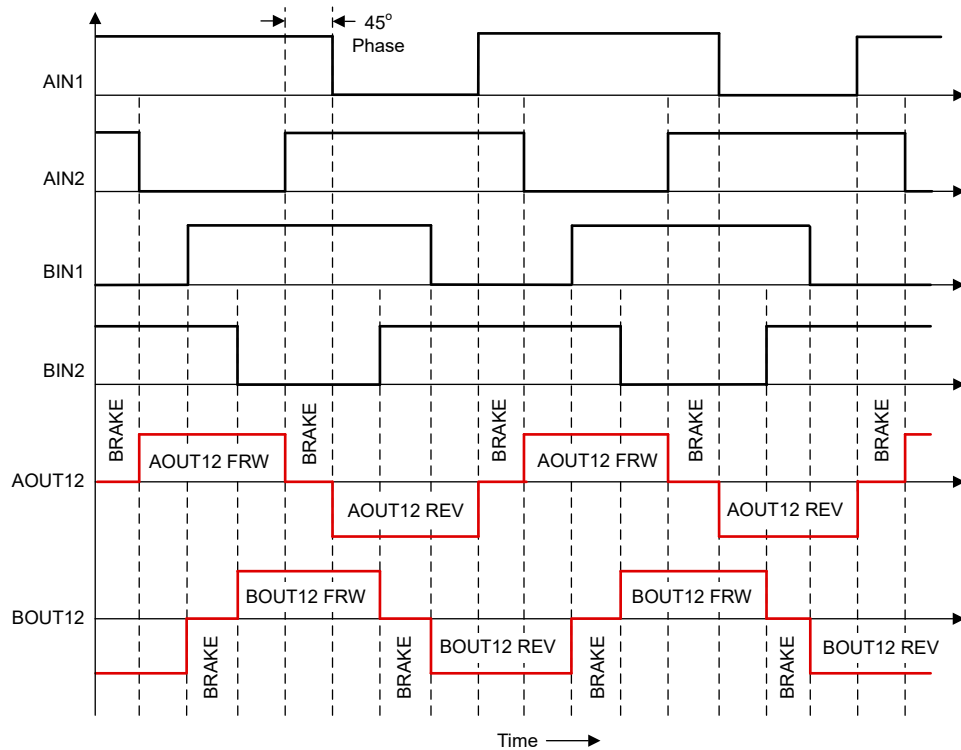 45° Phase
AIN1
AIN2
BIN1
BIN2
BRAKE BRAKE BRAKE BRAKE BRAKE
AOUT12 FRW AOUT12 FRW
AOUT12
AOUT12 REV AOUT12 REV
BOUT12 FRW BOUT12 FRW
BOUT12
BRAKE BRAKE BRAKE BRAKE
BOUT12 REV BOUT12 REV
Time